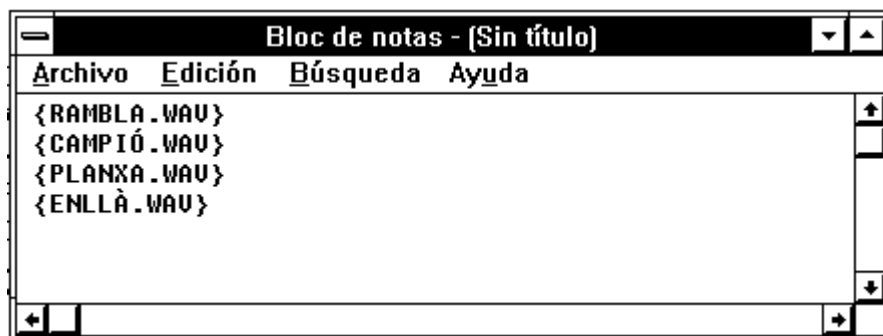 Bloc de notas - (Sin título)
Archivo Edición Búsqueda Ayuda
{RAMBLA.WAV}
{CAMPIÓ.WAV}
{PLANXA.WAV}
{ENLLÀ.WAV}